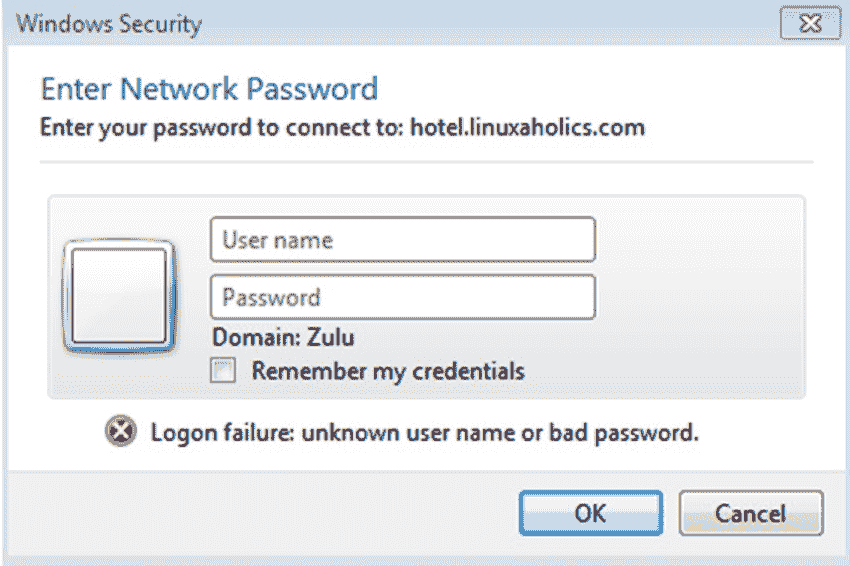 Windows Security
Enter Network Password
Enter your password to connect to: hotel.linuxaholics.com
User name
Password
Domain: Zulu
Remember my credentials
Logon failure: unknown user name or bad password.
OK Cancel